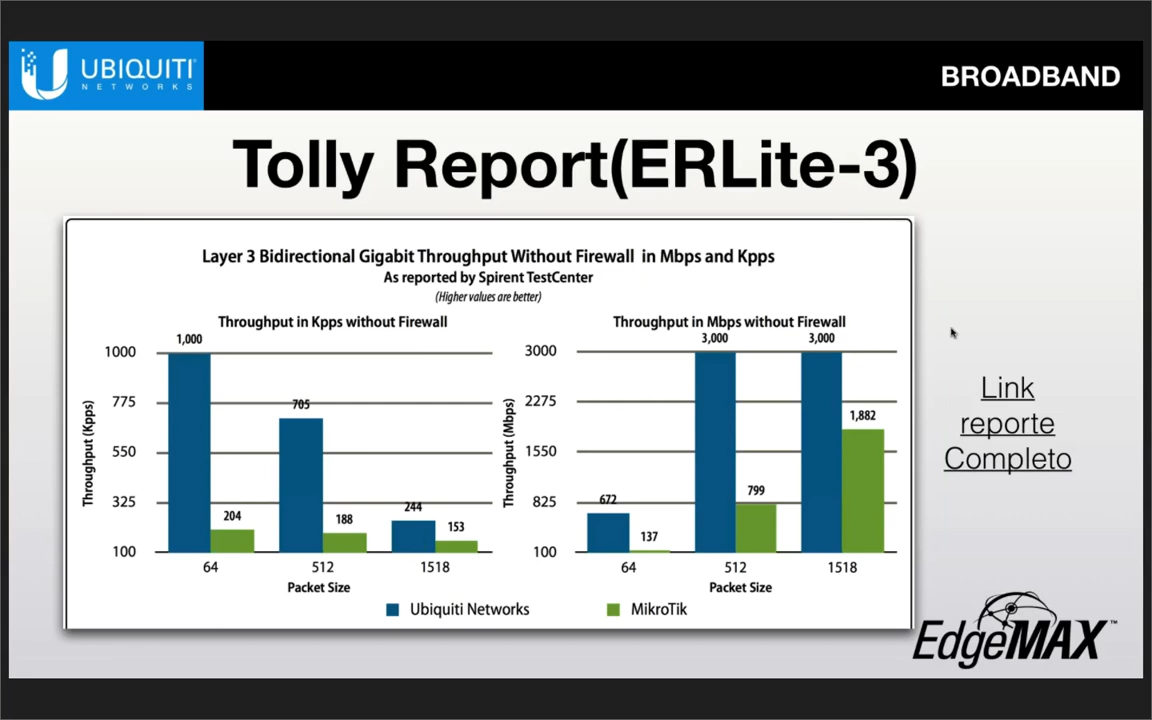 UBIQUITI
NETWORKS
BROADBAND
Tolly Report(ERLite-3)
Layer 3 Bidirectional Gigabit Throughput Without Firewall in Mbps and Kpps
As reported by Spirent TestCenter
(Higher values are better)
Throughput in Kpps without Firewall
Throughput (Kpps)
1000
775
550
325
100
1,000
204
705
188
244
153
64
512
1518
Packet Size
Throughput in Mbps without Firewall
Throughput (Mbps)
3000
2275
1550
825
100
672
137
3,000
799
3,000
1,882
64
512
1518
Packet Size
Ubiquiti Networks
MikroTik
Link
reporte
Completo
EdgeMAX™